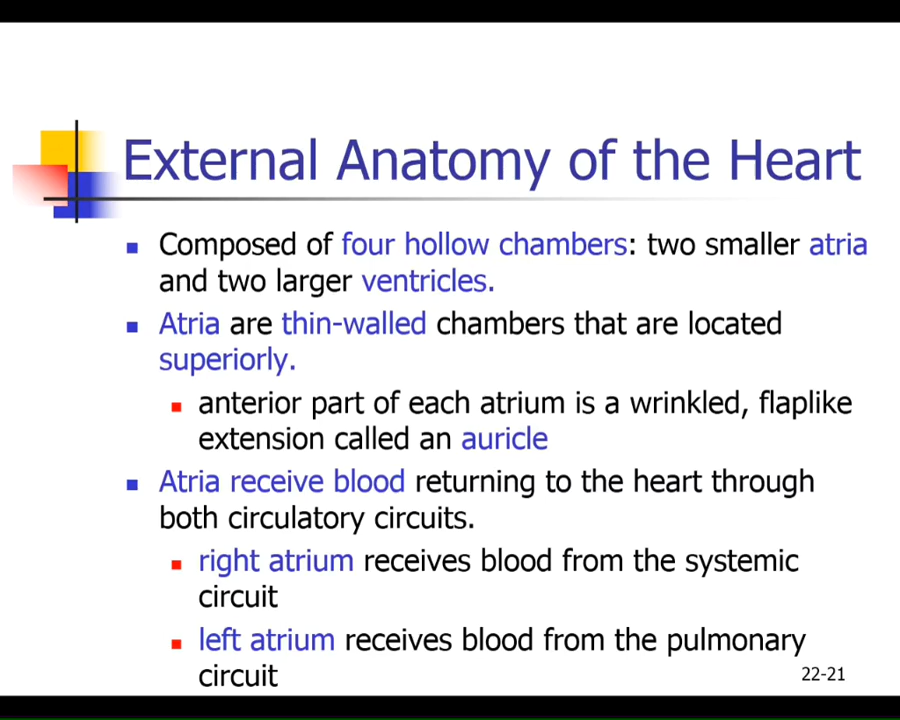 External Anatomy of the Heart
Composed of four hollow chambers: two smaller atria
and two larger ventricles.
Atria are thin-walled chambers that are located
superiorly.
anterior part of each atrium is a wrinkled, flaplike
extension called an auricle
Atria receive blood returning to the heart through
both circulatory circuits.
right atrium receives blood from the systemic
circuit
left atrium receives blood from the pulmonary
circuit
22-21